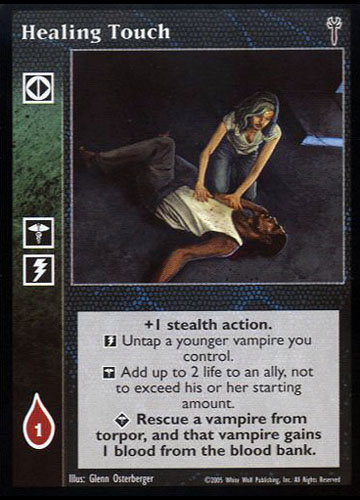 Healing Touch
+1 stealth action.
Untap a younger vampire you
control.
Add up to 2 life to an ally, not
to exceed his or her starting
amount.
Rescue a vampire from
torpor, and that vampire gains
1 blood from the blood bank.
1
Illus: Glenn Osterberger
©2005 White Wolf Publishing, Inc. All Rights Reserved